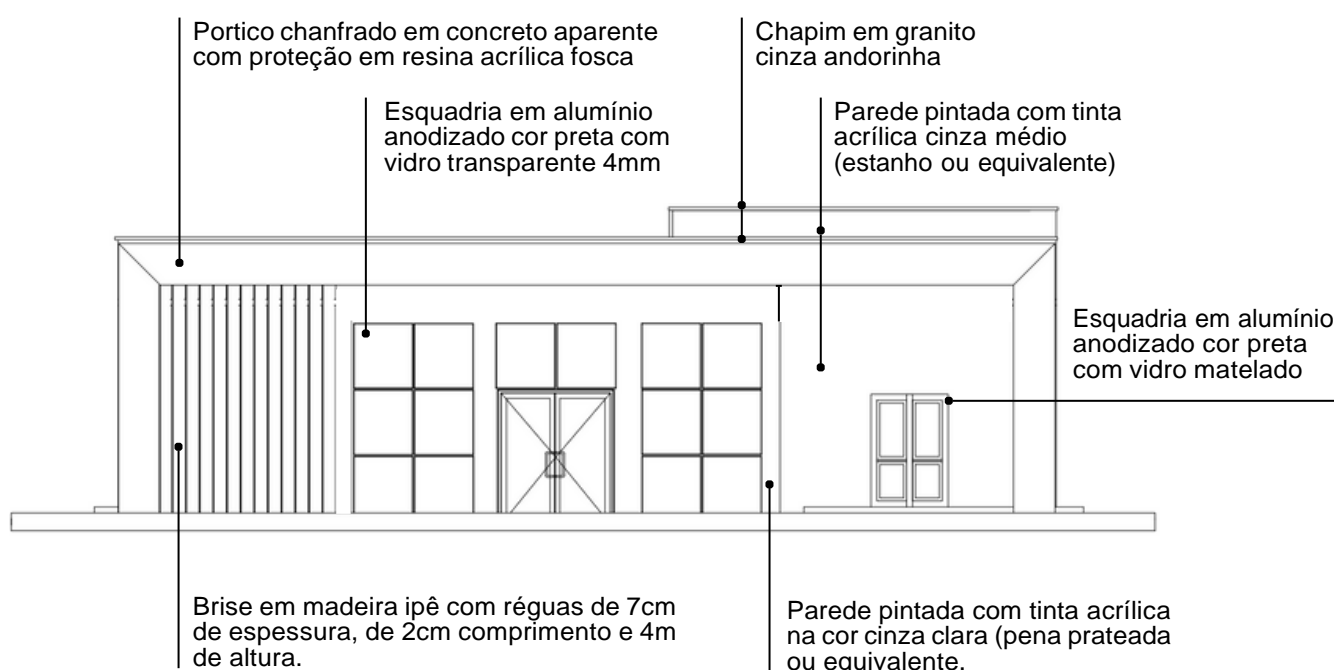 Portico chanfrado em concreto aparente
com proteção em resina acrílica fosca
Chapim em granito
cinza andorinha
Esquadria em alumínio
anodizado cor preta com
vidro transparente 4mm
Parede pintada com tinta
acrílica cinza médio
(estanho ou equivalente)
Esquadria em alumínio
anodizado cor preta
com vidro matelado
Brise em madeira ipê com réguas de 7cm
de espessura, de 2cm comprimento e 4m
de altura.
Parede pintada com tinta acrílica
na cor cinza clara (pena prateada
ou equivalente.